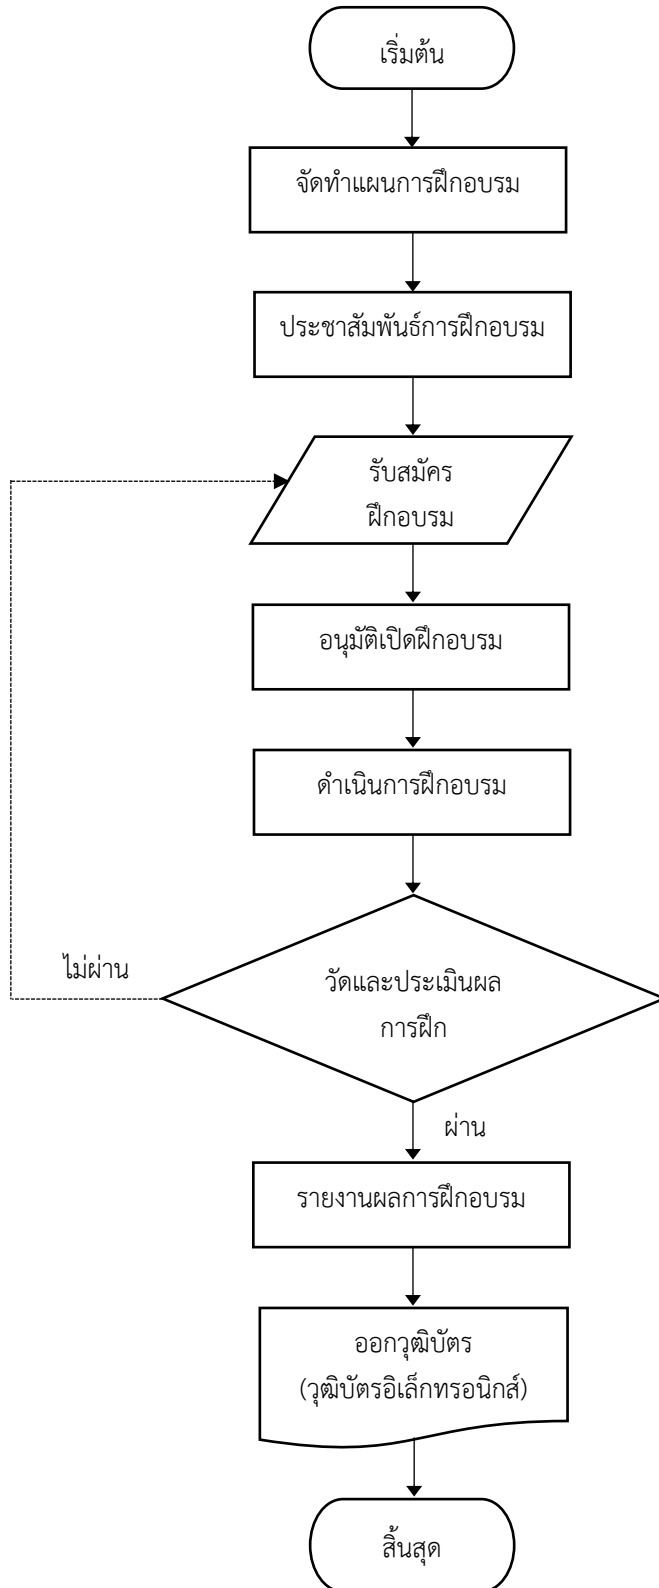 เริ่มต้น
จัดทำแผนการฝึกอบรม
ประชาสัมพันธ์การฝึกอบรม
รับสมัคร
ฝึกอบรม
อนุมัติเปิดฝึกอบรม
ดำเนินการฝึกอบรม
ไม่ผ่าน
วัดและประเมินผล
การฝึก
ผ่าน
รายงานผลการฝึกอบรม
ออกวุฒิบัตร
(วุฒิบัตรอิเล็กทรอนิกส์)
สิ้นสุด